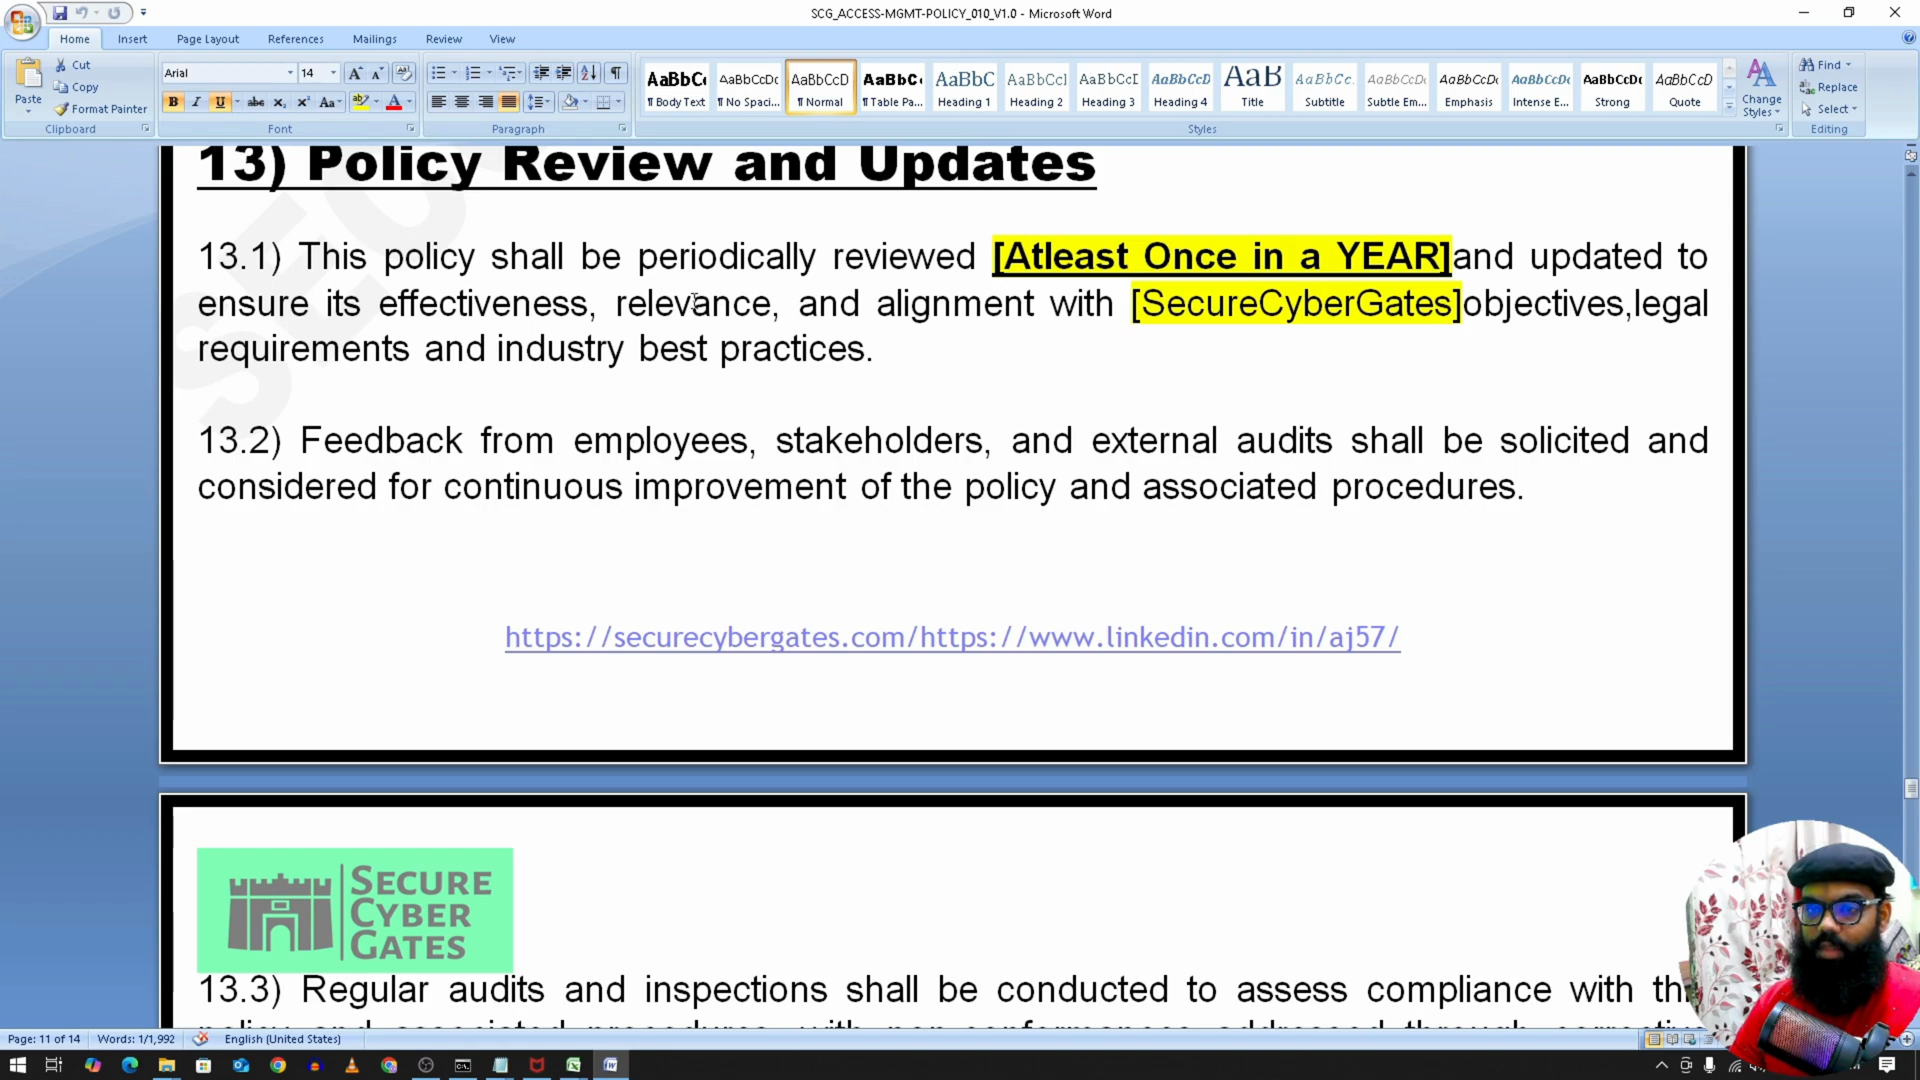 SCG_ACCESS-MGMT-POLICY_010_V1.0 - Microsoft Word
Home Insert Page Layout References Mailings Review View
Paste
Cut
Copy
Format Painter
Clipboard
Arial 14
B I U abc
Font
Paragraph
AaBbCc AaBbCcDc AaBbCcD AaBbC AaBbC AaBbCcI AaBbCcI AaBbCcD AaB AaBbCc. AaBbCcDc AaBbCcDc AaBbCcDc AaBbCcDc AaBbCcD
¶ Body Text ¶ No Spaci... ¶ Normal ¶ Table Pa... Heading 1 Heading 2 Heading 3 Heading 4 Title Subtitle Subtle Em... Emphasis Intense E... Strong Quote
Styles
Change
Styles
Find
Replace
Select
Editing
13) Policy Review and Updates
13.1) This policy shall be periodically reviewed [Atleast Once in a YEAR]and updated to
ensure its effectiveness, relevance, and alignment with [SecureCyberGates]objectives,legal
requirements and industry best practices.
13.2) Feedback from employees, stakeholders, and external audits shall be solicited and
considered for continuous improvement of the policy and associated procedures.
https://securecybergates.com/https://www.linkedin.com/in/aj57/
SECURE
CYBER
GATES
13.3) Regular audits and inspections shall be conducted to assess compliance with
Page: 11 of 14 Words: 1/1,992 English (United States)